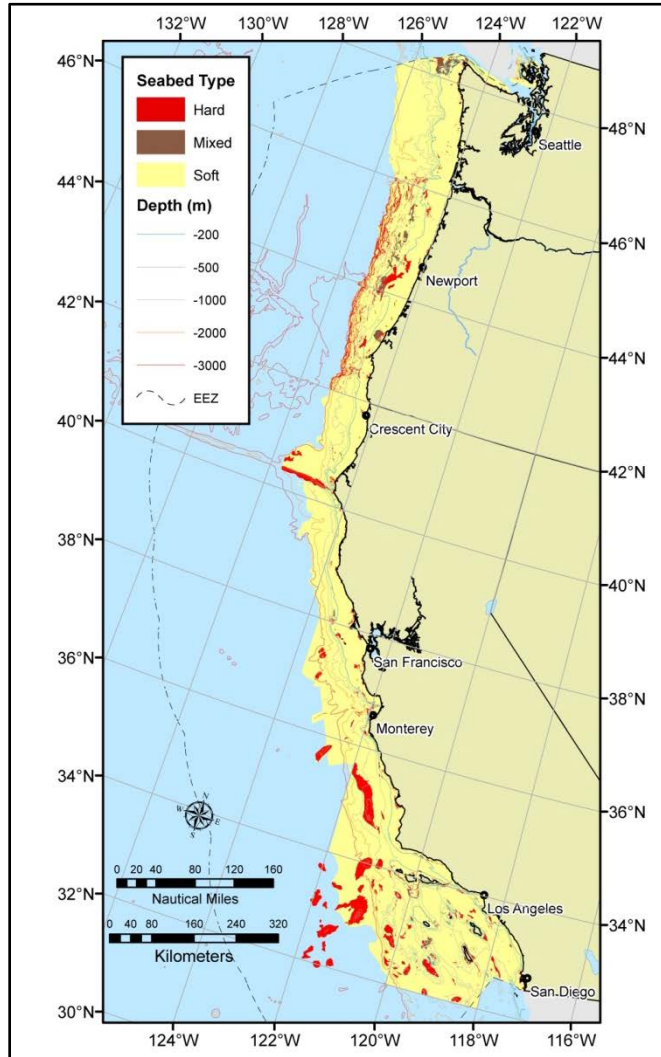 132°W 130°W 128°W 127°W 126°W 125°W 124°W 123°W 122°W
46°N
Seabed Type
Hard
Mixed
Soft
Depth (m)
-200
-500
-1000
-2000
-3000
EEZ
44°N
42°N
40°N
38°N
36°N
34°N
32°N
30°N
48°N
46°N
44°N
42°N
40°N
38°N
36°N
34°N
Seattle
Newport
Crescent City
San Francisco
Monterey
Los Angeles
San Diego
N
W
E
S
0 20 40 80 120 160
Nautical Miles
0 40 80 160 240 320
Kilometers
124°W 122°W 120°W 118°W 116°W